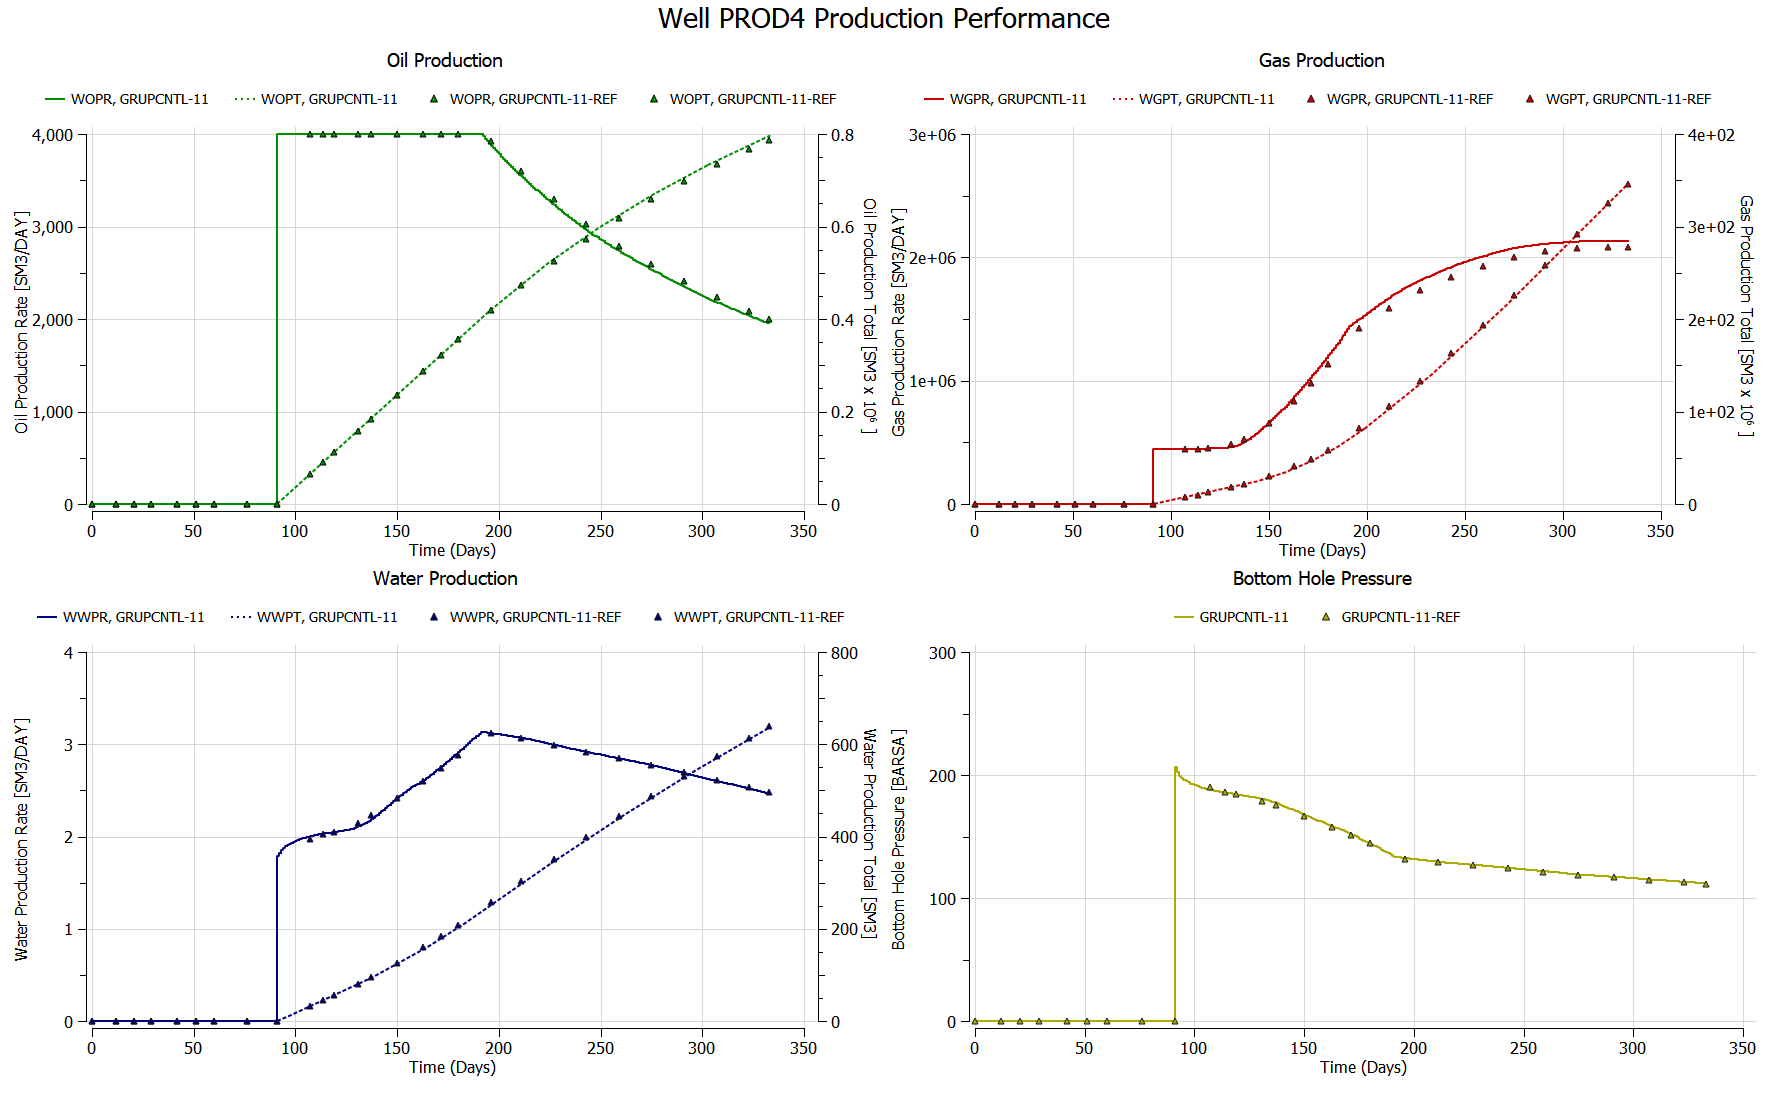 Well PROD4 Production Performance
Oil Production
WOPR, GRUPCNTL-11 WOPT, GRUPCNTL-11 WOPR, GRUPCNTL-11-REF WOPT, GRUPCNTL-11-REF
4,000
3,000
2,000
1,000
0
Oil Production Rate [SM3/DAY]
0.8
0.6
0.4
0.2
0
Oil Production Total [SM3 x 10⁶ ]
0 50 100 150 200 250 300 350
Time (Days)
Gas Production
WGPR, GRUPCNTL-11 WGPT, GRUPCNTL-11 WGPR, GRUPCNTL-11-REF WGPT, GRUPCNTL-11-REF
3e+06
2e+06
1e+06
0
Gas Production Rate [SM3/DAY]
4e+02
3e+02
2e+02
1e+02
0
Gas Production Total [SM3 x 10⁶ ]
0 50 100 150 200 250 300 350
Time (Days)
Water Production
WWPR, GRUPCNTL-11 WWPT, GRUPCNTL-11 WWPR, GRUPCNTL-11-REF WWPT, GRUPCNTL-11-REF
4
3
2
1
0
Water Production Rate [SM3/DAY]
800
600
400
200
0
Water Production Total [SM3]
0 50 100 150 200 250 300 350
Time (Days)
Bottom Hole Pressure
GRUPCNTL-11 GRUPCNTL-11-REF
300
200
100
0
Bottom Hole Pressure [BARSA]
0 50 100 150 200 250 300 350
Time (Days)